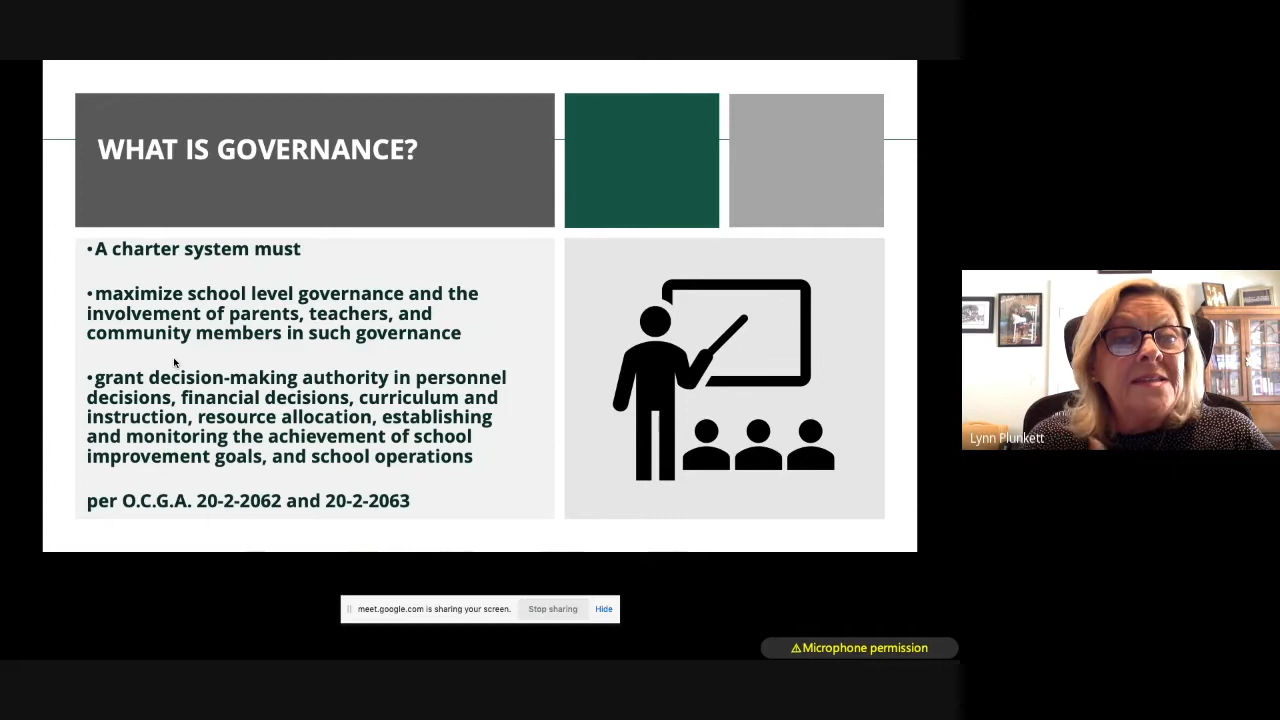 WHAT IS GOVERNANCE?
•A charter system must
•maximize school level governance and the
involvement of parents, teachers, and
community members in such governance
•grant decision-making authority in personnel
decisions, financial decisions, curriculum and
instruction, resource allocation, establishing
and monitoring the achievement of school
improvement goals, and school operations
per O.C.G.A. 20-2-2062 and 20-2-2063
Lynn Plunkett
meet.google.com is sharing your screen.
Stop sharing
Hide
⚠Microphone permission